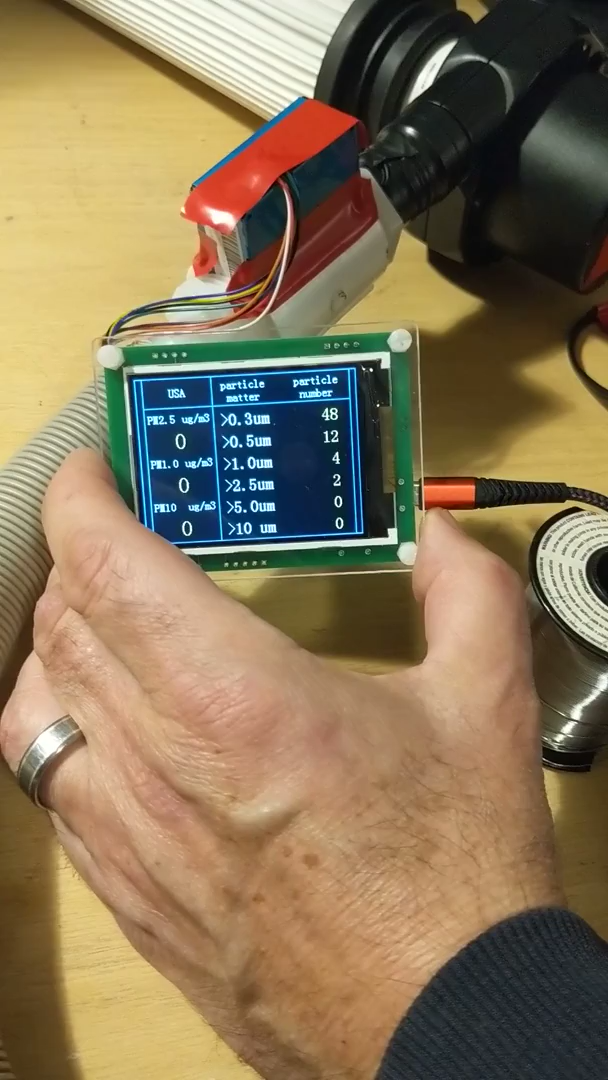 USA
particle matter
particle number
PM2.5 ug/m3
0
PM1.0 ug/m3
0
PM10 ug/m3
0
>0.3um 48
>0.5um 12
>1.0um 4
>2.5um 2
>5.0um 0
>10 um 0